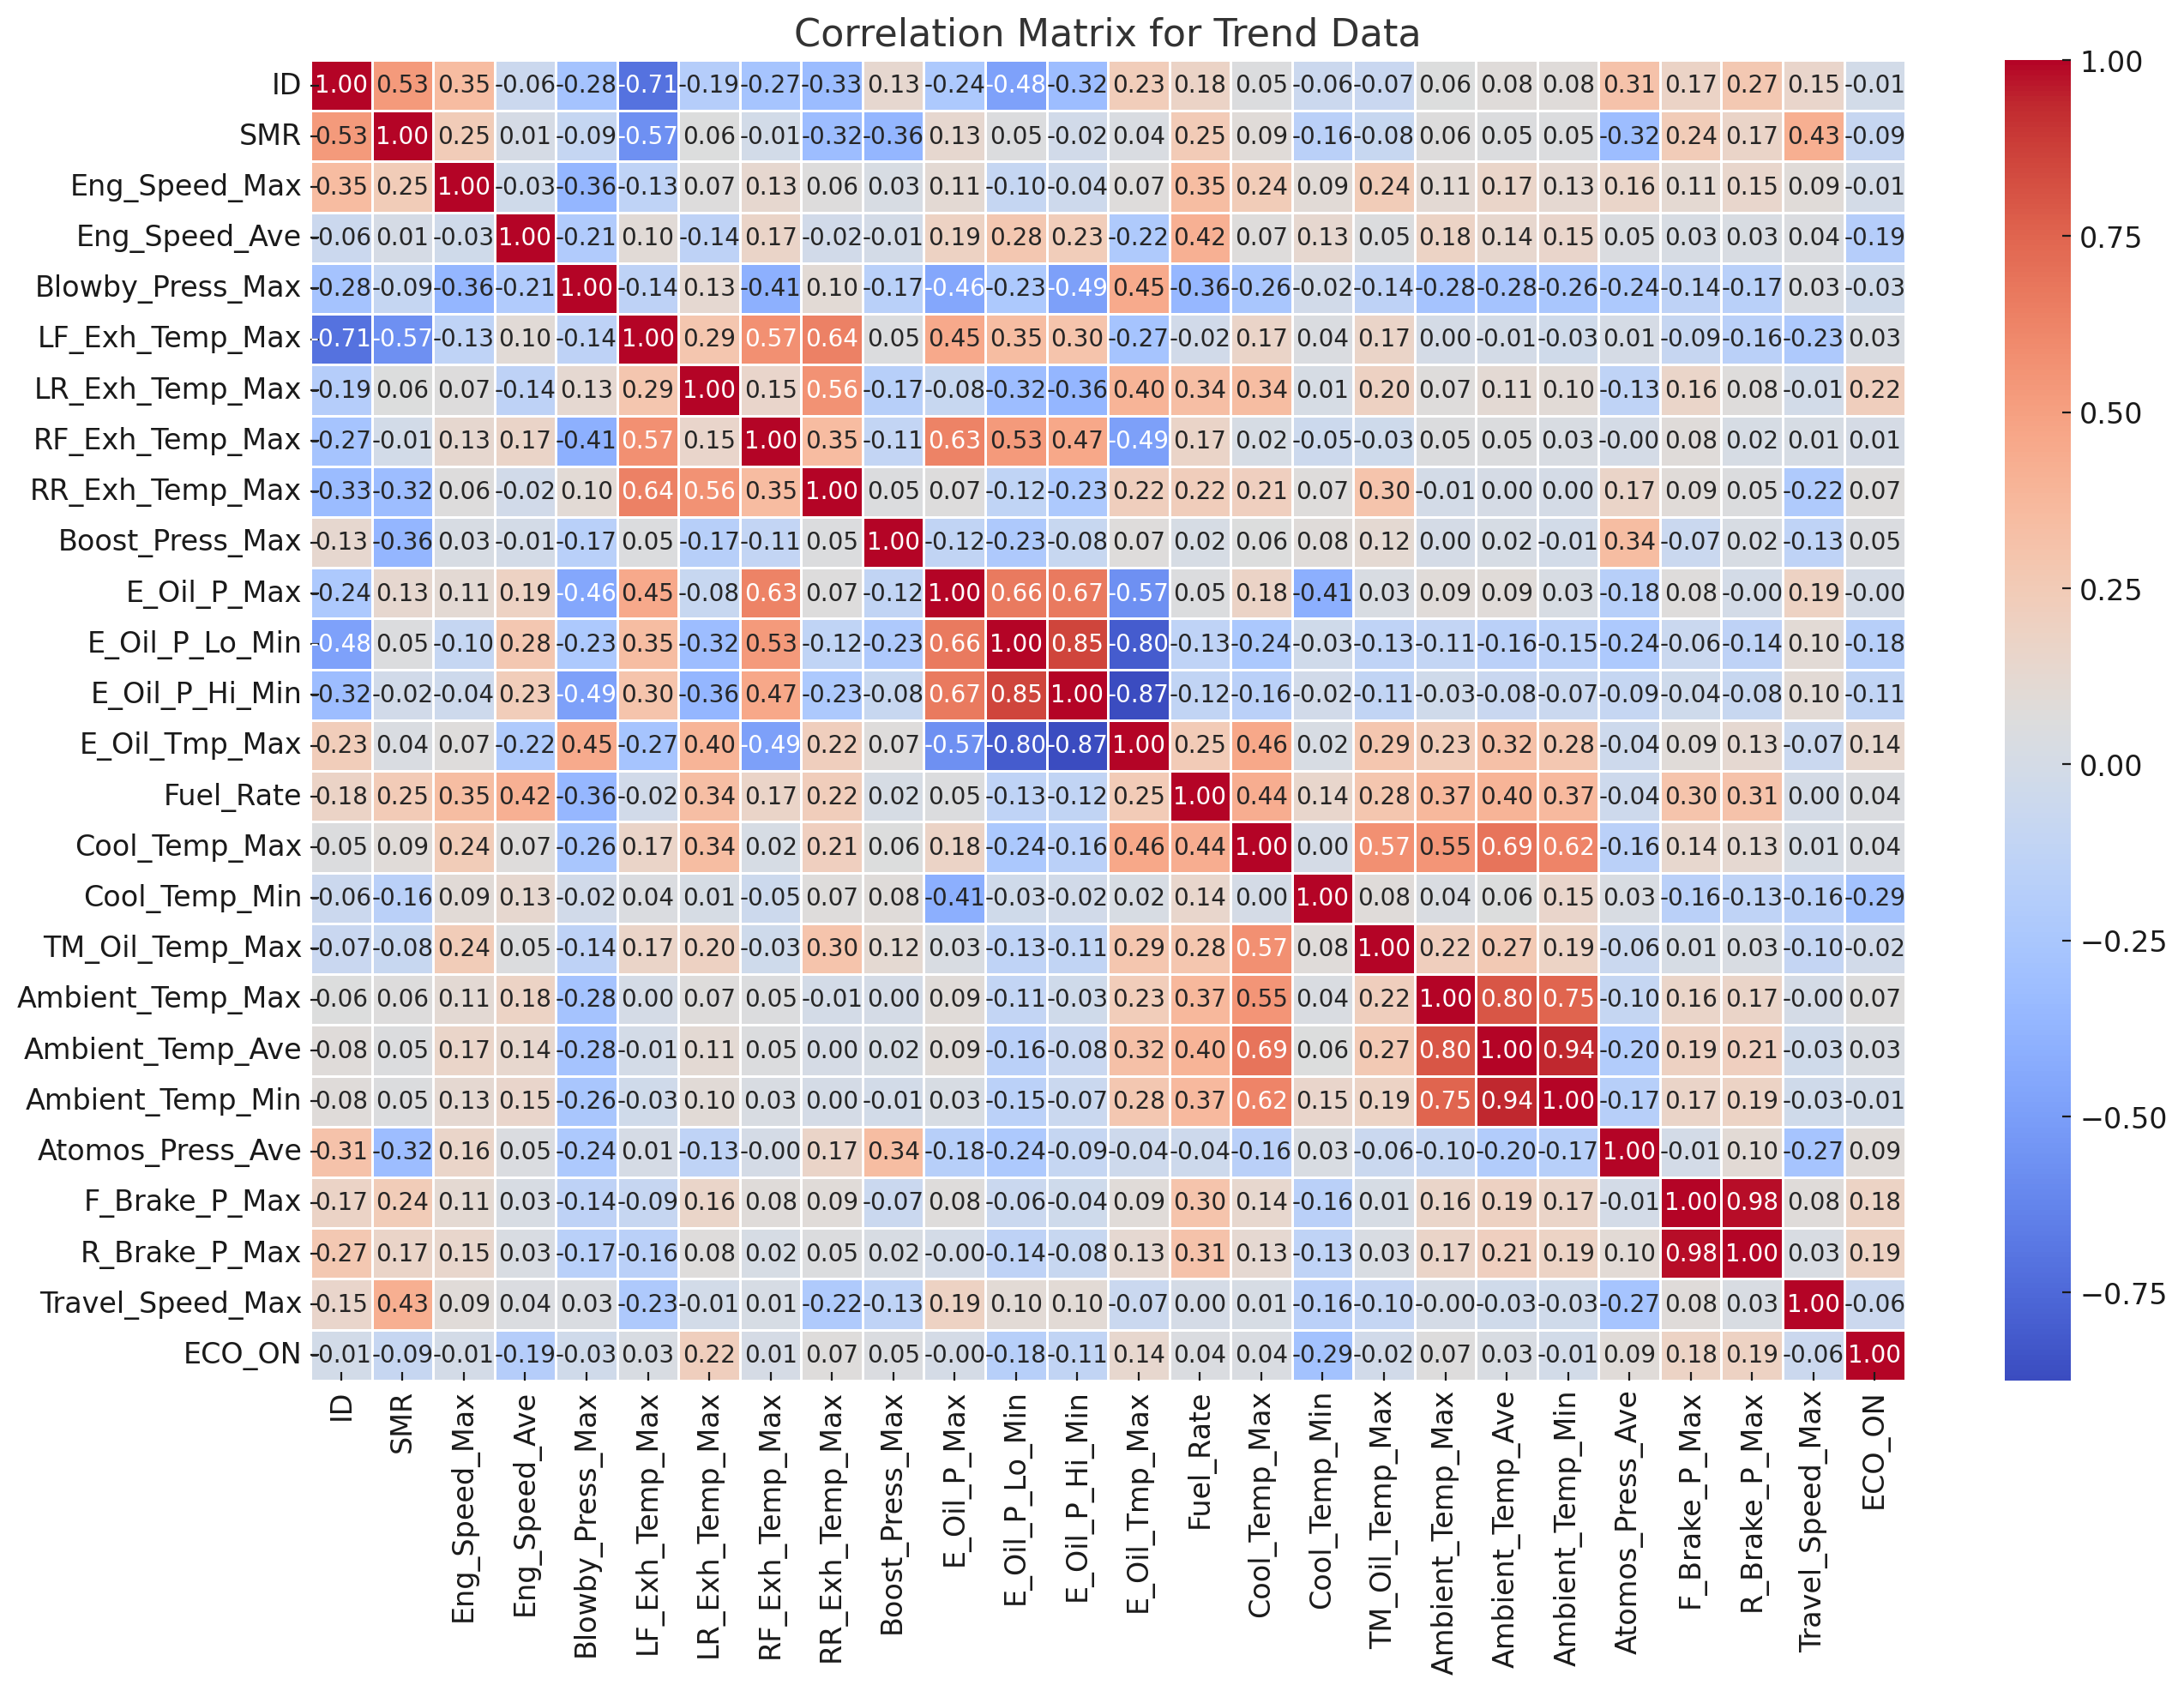 Correlation Matrix for Trend Data
ID 1.00 0.53 0.35 -0.06 -0.28 -0.71 -0.19 -0.27 -0.33 0.13 -0.24 -0.48 -0.32 0.23 0.18 0.05 -0.06 -0.07 0.06 0.08 0.08 0.31 0.17 0.27 0.15 -0.01
SMR 0.53 1.00 0.25 0.01 -0.09 -0.57 0.06 -0.01 -0.32 -0.36 0.13 0.05 -0.02 0.04 0.25 0.09 -0.16 -0.08 0.06 0.05 0.05 -0.32 0.24 0.17 0.43 -0.09
Eng_Speed_Max 0.35 0.25 1.00 -0.03 -0.36 -0.13 0.07 0.13 0.06 0.03 0.11 -0.10 -0.04 0.07 0.35 0.24 0.09 0.24 0.11 0.17 0.13 0.16 0.11 0.15 0.09 -0.01
Eng_Speed_Ave -0.06 0.01 -0.03 1.00 -0.21 0.10 -0.14 0.17 -0.02 -0.01 0.19 0.28 0.23 -0.22 0.42 0.07 0.13 0.05 0.18 0.14 0.15 0.05 0.03 0.03 0.04 -0.19
Blowby_Press_Max -0.28 -0.09 -0.36 -0.21 1.00 -0.14 0.13 -0.41 0.10 -0.17 -0.46 -0.23 -0.49 0.45 -0.36 -0.26 -0.02 -0.14 -0.28 -0.28 -0.26 -0.24 -0.14 -0.17 0.03 -0.03
LF_Exh_Temp_Max -0.71 -0.57 -0.13 0.10 -0.14 1.00 0.29 0.57 0.64 0.05 0.45 0.35 0.30 -0.27 -0.02 0.17 0.04 0.17 0.00 -0.01 -0.03 0.01 -0.09 -0.16 -0.23 0.03
LR_Exh_Temp_Max -0.19 0.06 0.07 -0.14 0.13 0.29 1.00 0.15 0.56 -0.17 -0.08 -0.32 -0.36 0.40 0.34 0.34 0.01 0.20 0.07 0.11 0.10 -0.13 0.16 0.08 -0.01 0.22
RF_Exh_Temp_Max -0.27 -0.01 0.13 0.17 -0.41 0.57 0.15 1.00 0.35 -0.11 0.63 0.53 0.47 -0.49 0.17 0.02 -0.05 -0.03 0.05 0.05 0.03 -0.00 0.08 0.02 0.01 0.01
RR_Exh_Temp_Max -0.33 -0.32 0.06 -0.02 0.10 0.64 0.56 0.35 1.00 0.05 0.07 -0.12 -0.23 0.22 0.22 0.21 0.07 0.30 -0.01 0.00 0.00 0.17 0.09 0.05 -0.22 0.07
Boost_Press_Max 0.13 -0.36 0.03 -0.01 -0.17 0.05 -0.17 -0.11 0.05 1.00 -0.12 -0.23 -0.08 0.07 0.02 0.06 0.08 0.12 0.00 0.02 -0.01 0.34 -0.07 0.02 -0.13 0.05
E_Oil_P_Max -0.24 0.13 0.11 0.19 -0.46 0.45 -0.08 0.63 0.07 -0.12 1.00 0.66 0.67 -0.57 0.05 0.18 -0.41 0.03 0.09 0.09 0.03 -0.18 0.08 -0.00 0.19 -0.00
E_Oil_P_Lo_Min -0.48 0.05 -0.10 0.28 -0.23 0.35 -0.32 0.53 -0.12 -0.23 0.66 1.00 0.85 -0.80 -0.13 -0.24 -0.03 -0.13 -0.11 -0.16 -0.15 -0.24 -0.06 -0.14 0.10 -0.18
E_Oil_P_Hi_Min -0.32 -0.02 -0.04 0.23 -0.49 0.30 -0.36 0.47 -0.23 -0.08 0.67 0.85 1.00 -0.87 -0.12 -0.16 -0.02 -0.11 -0.03 -0.08 -0.07 -0.09 -0.04 -0.08 0.10 -0.11
E_Oil_Tmp_Max 0.23 0.04 0.07 -0.22 0.45 -0.27 0.40 -0.49 0.22 0.07 -0.57 -0.80 -0.87 1.00 0.25 0.46 0.02 0.29 0.23 0.32 0.28 -0.04 0.09 0.13 -0.07 0.14
Fuel_Rate 0.18 0.25 0.35 0.42 -0.36 -0.02 0.34 0.17 0.22 0.02 0.05 -0.13 -0.12 0.25 1.00 0.44 0.14 0.28 0.37 0.40 0.37 -0.04 0.30 0.31 0.00 0.04
Cool_Temp_Max 0.05 0.09 0.24 0.07 -0.26 0.17 0.34 0.02 0.21 0.06 0.18 -0.24 -0.16 0.46 0.44 1.00 0.00 0.57 0.55 0.69 0.62 -0.16 0.14 0.13 0.01 0.04
Cool_Temp_Min -0.06 -0.16 0.09 0.13 -0.02 0.04 0.01 -0.05 0.07 0.08 -0.41 -0.03 -0.02 0.02 0.14 0.00 1.00 0.08 0.04 0.06 0.15 0.03 -0.16 -0.13 -0.16 -0.29
TM_Oil_Temp_Max -0.07 -0.08 0.24 0.05 -0.14 0.17 0.20 -0.03 0.30 0.12 0.03 -0.13 -0.11 0.29 0.28 0.57 0.08 1.00 0.22 0.27 0.19 -0.06 0.01 0.03 -0.10 -0.02
Ambient_Temp_Max 0.06 0.06 0.11 0.18 -0.28 0.00 0.07 0.05 -0.01 0.00 0.09 -0.11 -0.03 0.23 0.37 0.55 0.04 0.22 1.00 0.80 0.75 -0.10 0.16 0.17 -0.00 0.07
Ambient_Temp_Ave 0.08 0.05 0.17 0.14 -0.28 -0.01 0.11 0.05 0.00 0.02 0.09 -0.16 -0.08 0.32 0.40 0.69 0.06 0.27 0.80 1.00 0.94 -0.20 0.19 0.21 -0.03 0.03
Ambient_Temp_Min 0.08 0.05 0.13 0.15 -0.26 -0.03 0.10 0.03 0.00 -0.01 0.03 -0.15 -0.07 0.28 0.37 0.62 0.15 0.19 0.75 0.94 1.00 -0.17 0.17 0.19 -0.03 -0.01
Atomos_Press_Ave 0.31 -0.32 0.16 0.05 -0.24 0.01 -0.13 -0.00 0.17 0.34 -0.18 -0.24 -0.09 -0.04 -0.04 -0.16 0.03 -0.06 -0.10 -0.20 -0.17 1.00 -0.01 0.10 -0.27 0.09
F_Brake_P_Max 0.17 0.24 0.11 0.03 -0.14 -0.09 0.16 0.08 0.09 -0.07 0.08 -0.06 -0.04 0.09 0.30 0.14 -0.16 0.01 0.16 0.19 0.17 -0.01 1.00 0.98 0.08 0.18
R_Brake_P_Max 0.27 0.17 0.15 0.03 -0.17 -0.16 0.08 0.02 0.05 0.02 -0.00 -0.14 -0.08 0.13 0.31 0.13 -0.13 0.03 0.17 0.21 0.19 0.10 0.98 1.00 0.03 0.19
Travel_Speed_Max 0.15 0.43 0.09 0.04 0.03 -0.23 -0.01 0.01 -0.22 -0.13 0.19 0.10 0.10 -0.07 0.00 0.01 -0.16 -0.10 -0.00 -0.03 -0.03 -0.27 0.08 0.03 1.00 -0.06
ECO_ON -0.01 -0.09 -0.01 -0.19 -0.03 0.03 0.22 0.01 0.07 0.05 -0.00 -0.18 -0.11 0.14 0.04 0.04 -0.29 -0.02 0.07 0.03 -0.01 0.09 0.18 0.19 -0.06 1.00
ID
SMR
Eng_Speed_Max
Eng_Speed_Ave
Blowby_Press_Max
LF_Exh_Temp_Max
LR_Exh_Temp_Max
RF_Exh_Temp_Max
RR_Exh_Temp_Max
Boost_Press_Max
E_Oil_P_Max
E_Oil_P_Lo_Min
E_Oil_P_Hi_Min
E_Oil_Tmp_Max
Fuel_Rate
Cool_Temp_Max
Cool_Temp_Min
TM_Oil_Temp_Max
Ambient_Temp_Max
Ambient_Temp_Ave
Ambient_Temp_Min
Atomos_Press_Ave
F_Brake_P_Max
R_Brake_P_Max
Travel_Speed_Max
ECO_ON
1.00
0.75
0.50
0.25
0.00
−0.25
−0.50
−0.75